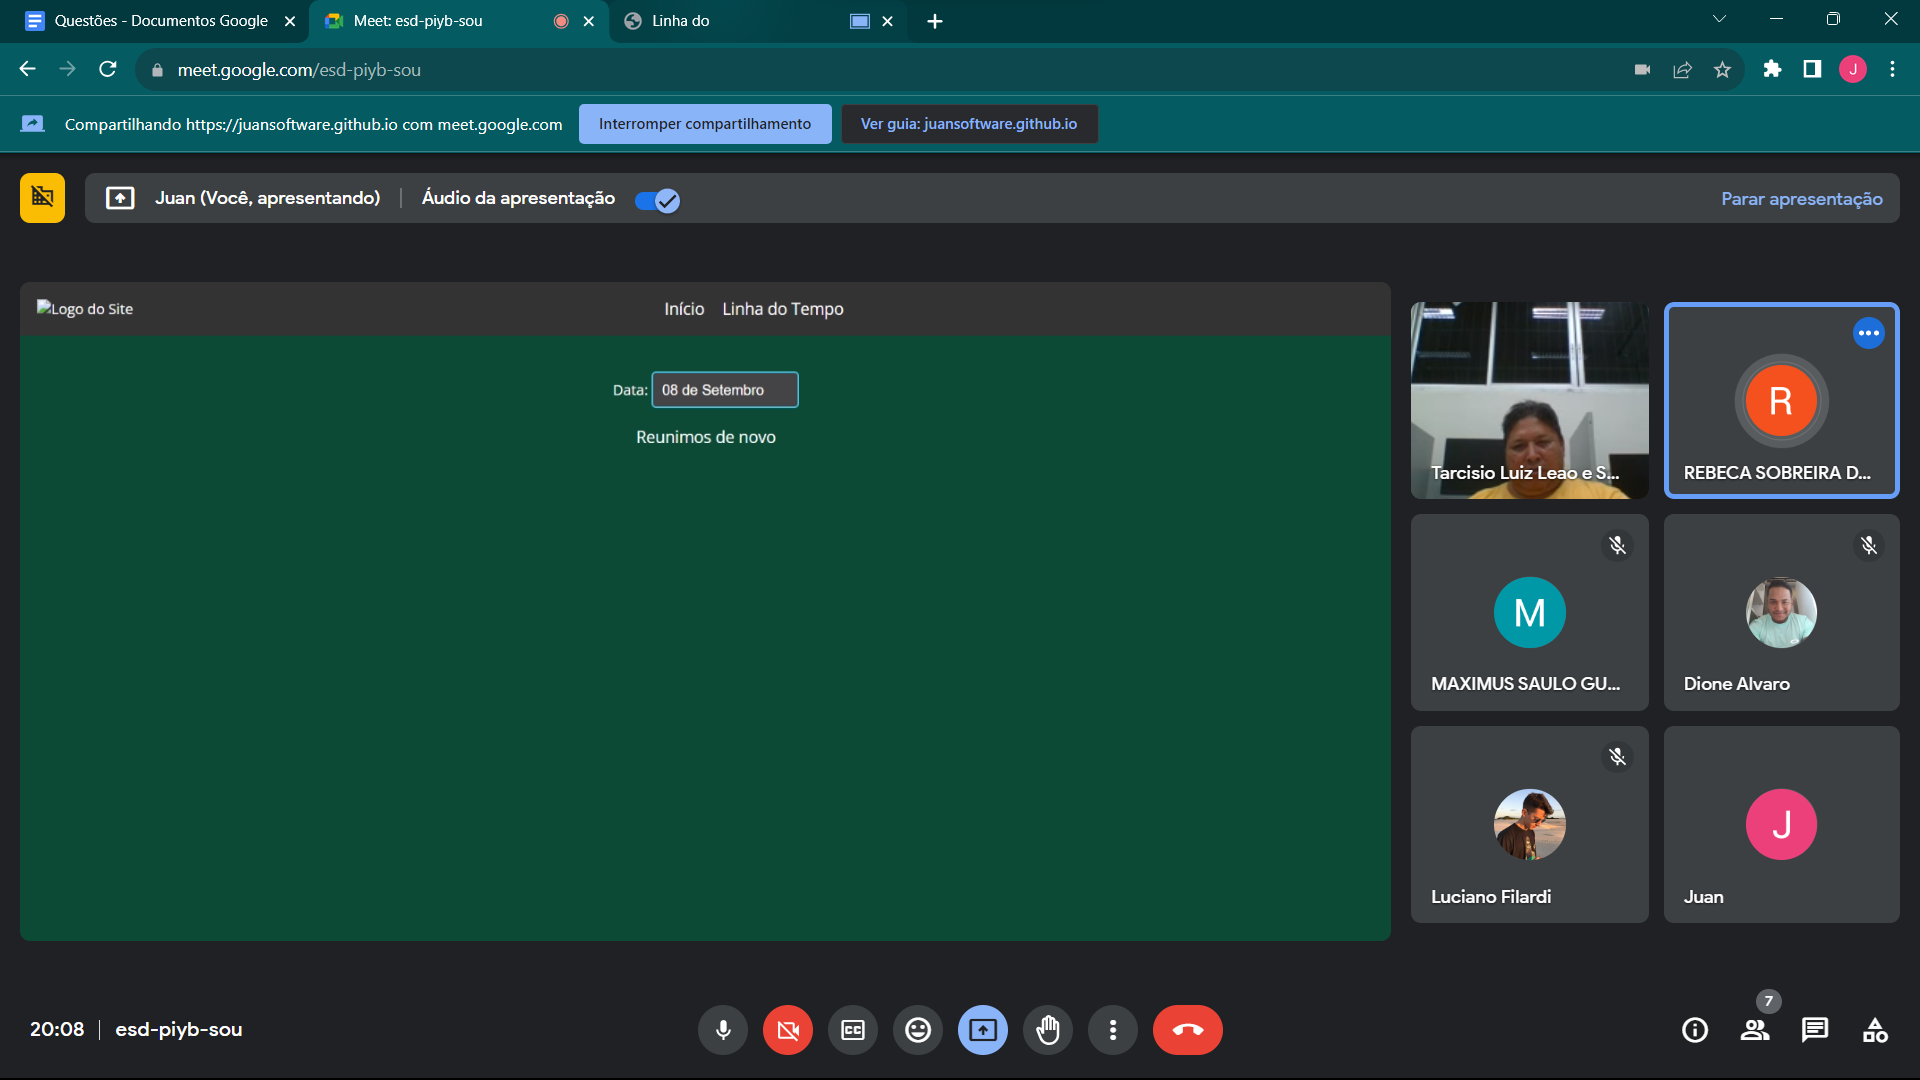 Questões - Documentos Google
Meet: esd-piyb-sou
Linha do
meet.google.com/esd-piyb-sou
J
Compartilhando https://juansoftware.github.io com meet.google.com
Interromper compartilhamento
Ver guia: juansoftware.github.io
Juan (Você, apresentando)
Áudio da apresentação
Parar apresentação
Logo do Site
Início
Linha do Tempo
Data:
08 de Setembro
Reunimos de novo
Tarcisio Luiz Leao e S...
R
REBECA SOBREIRA D...
M
MAXIMUS SAULO GU...
Dione Alvaro
Luciano Filardi
J
Juan
20:08
esd-piyb-sou
CC
7